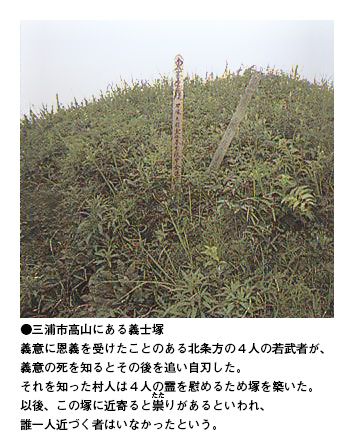 ●三浦市高山にある義士塚
義意に恩義を受けたことのある北条方の４人の若武者が、
義意の死を知るとその後を追い自刃した。
それを知った村人は４人の霊を慰めるため塚を築いた。
以後、この塚に近寄ると祟りがあるといわれ、
たた
誰一人近づく者はいなかったという。